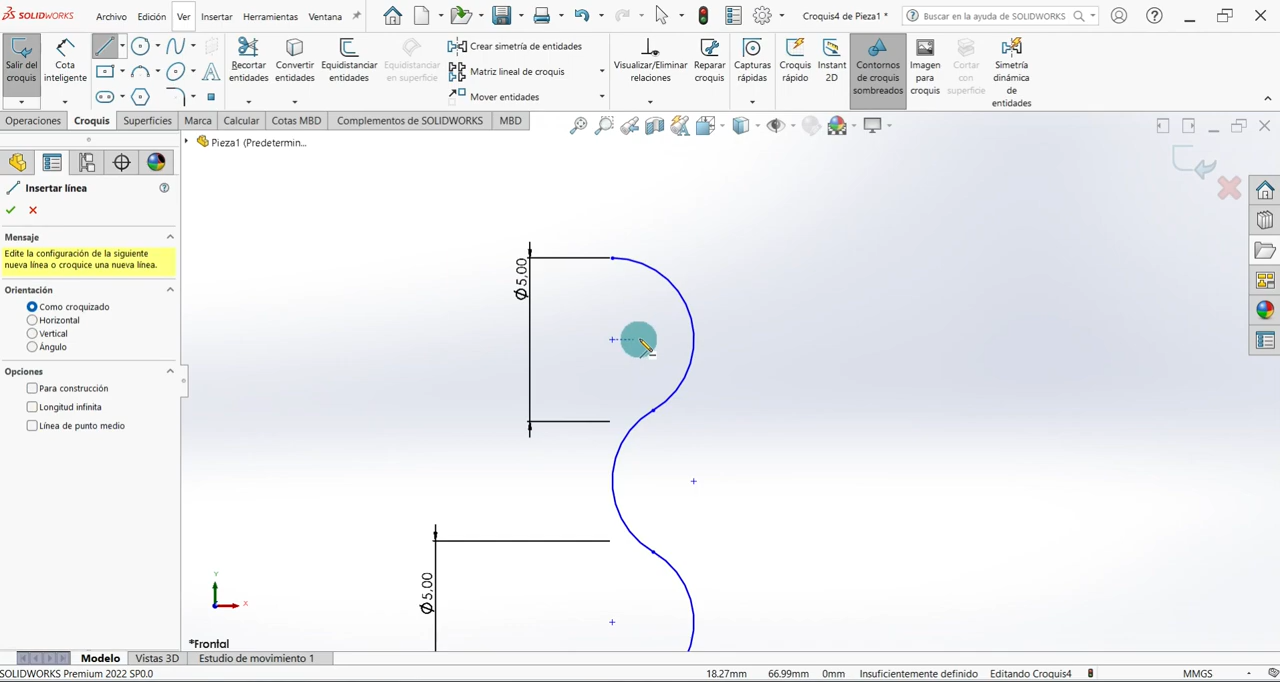 SOLIDWORKS
Archivo
Edición
Ver
Insertar
Herramientas
Ventana
Croquis4 de Pieza1 *
Buscar en la ayuda de SOLIDWORKS
Salir del croquis
Cota inteligente
Recortar entidades
Convertir entidades
Equidistanciar entidades
Equidistanciar en superficie
Crear simetría de entidades
Matriz lineal de croquis
Mover entidades
Visualizar/Eliminar relaciones
Reparar croquis
Capturas rápidas
Croquis rápido
Instant 2D
Contornos de croquis sombreados
Imagen para croquis
Cortar con superficie
Simetría dinámica de entidades
Operaciones
Croquis
Superficies
Marca
Calcular
Cotas MBD
Complementos de SOLIDWORKS
MBD
Pieza1 (Predetermin...
Insertar línea
Mensaje
Edite la configuración de la siguiente
nueva línea o croquice una nueva línea.
Orientación
Como croquizado
Horizontal
Vertical
Ángulo
Opciones
Para construcción
Longitud infinita
Línea de punto medio
Ø5,00
Ø5,00
Y
X
*Frontal
Modelo
Vistas 3D
Estudio de movimiento 1
SOLIDWORKS Premium 2022 SP0.0
18.27mm
66.99mm
0mm
Insuficientemente definido
Editando Croquis4
MMGS